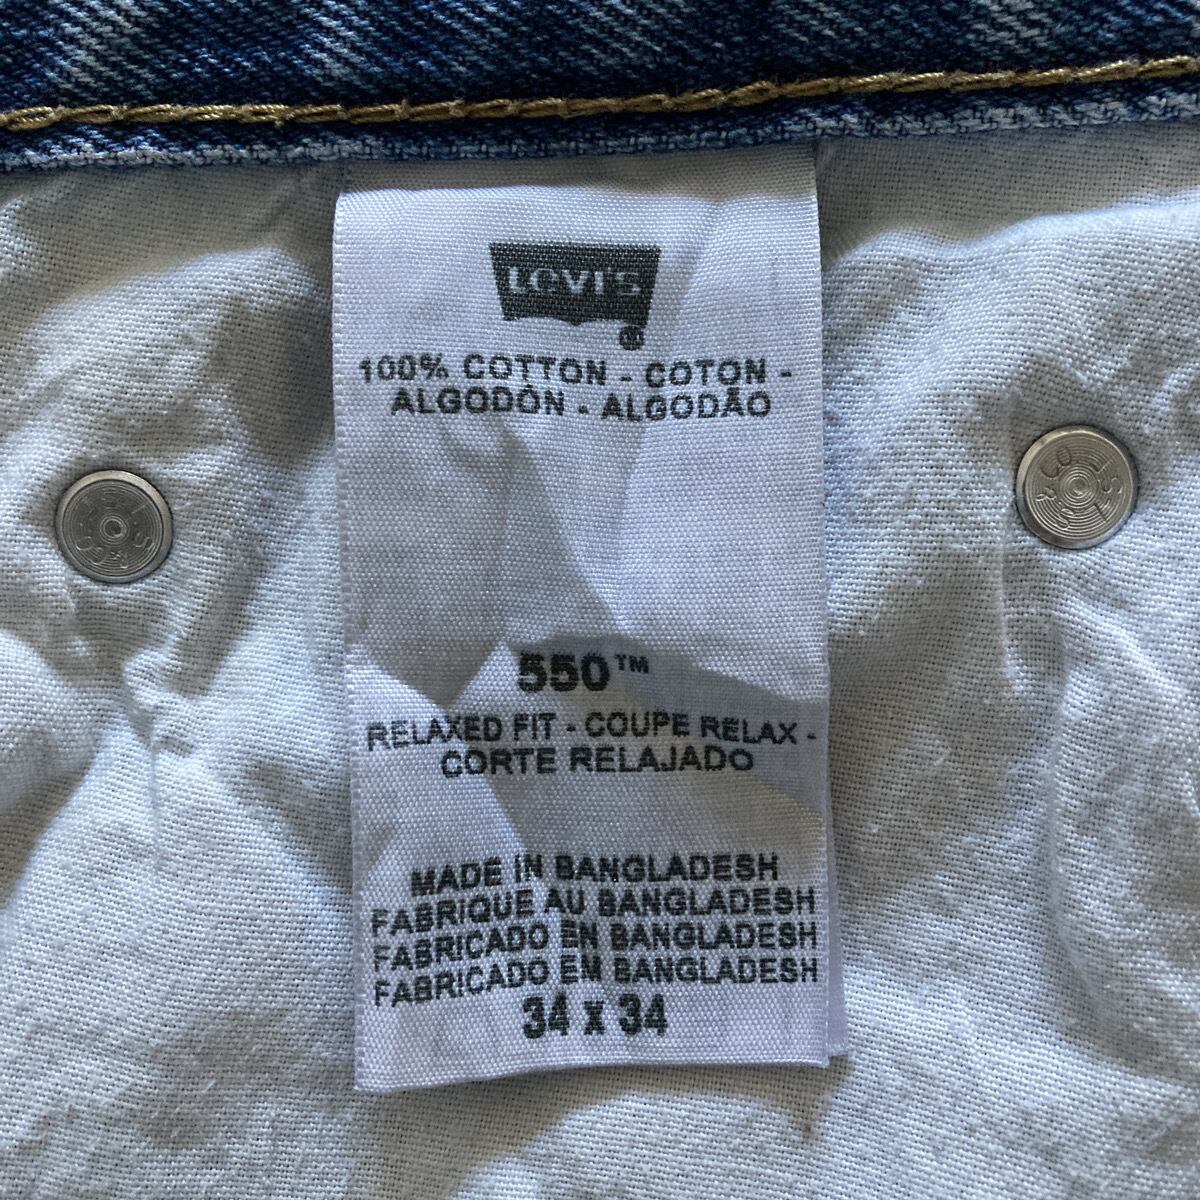 LEVI'S
®
100% COTTON - COTON -
ALGODÓN - ALGODÃO
550™
RELAXED FIT - COUPE RELAX -
CORTE RELAJADO
MADE IN BANGLADESH
FABRIQUE AU BANGLADESH
FABRICADO EN BANGLADESH
FABRICADO EM BANGLADESH
34 x 34